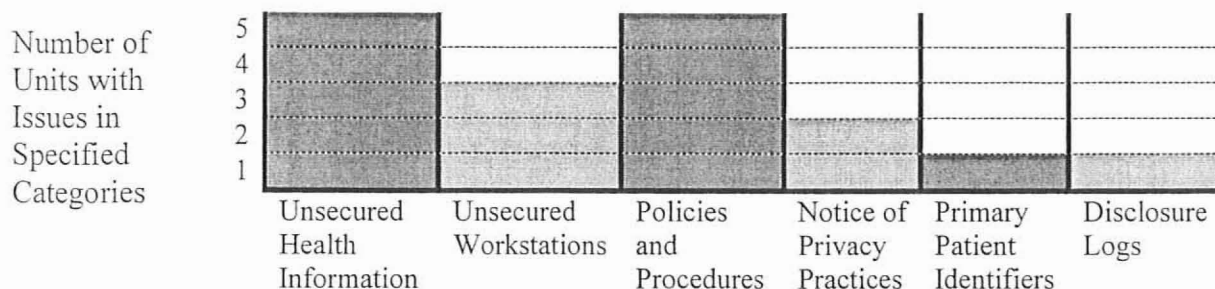 Number of
Units with
Issues in
Specified
Categories
5
4
3
2
1
Unsecured
Health
Information
Unsecured
Workstations
Policies
and
Procedures
Notice of
Privacy
Practices
Primary
Patient
Identifiers
Disclosure
Logs